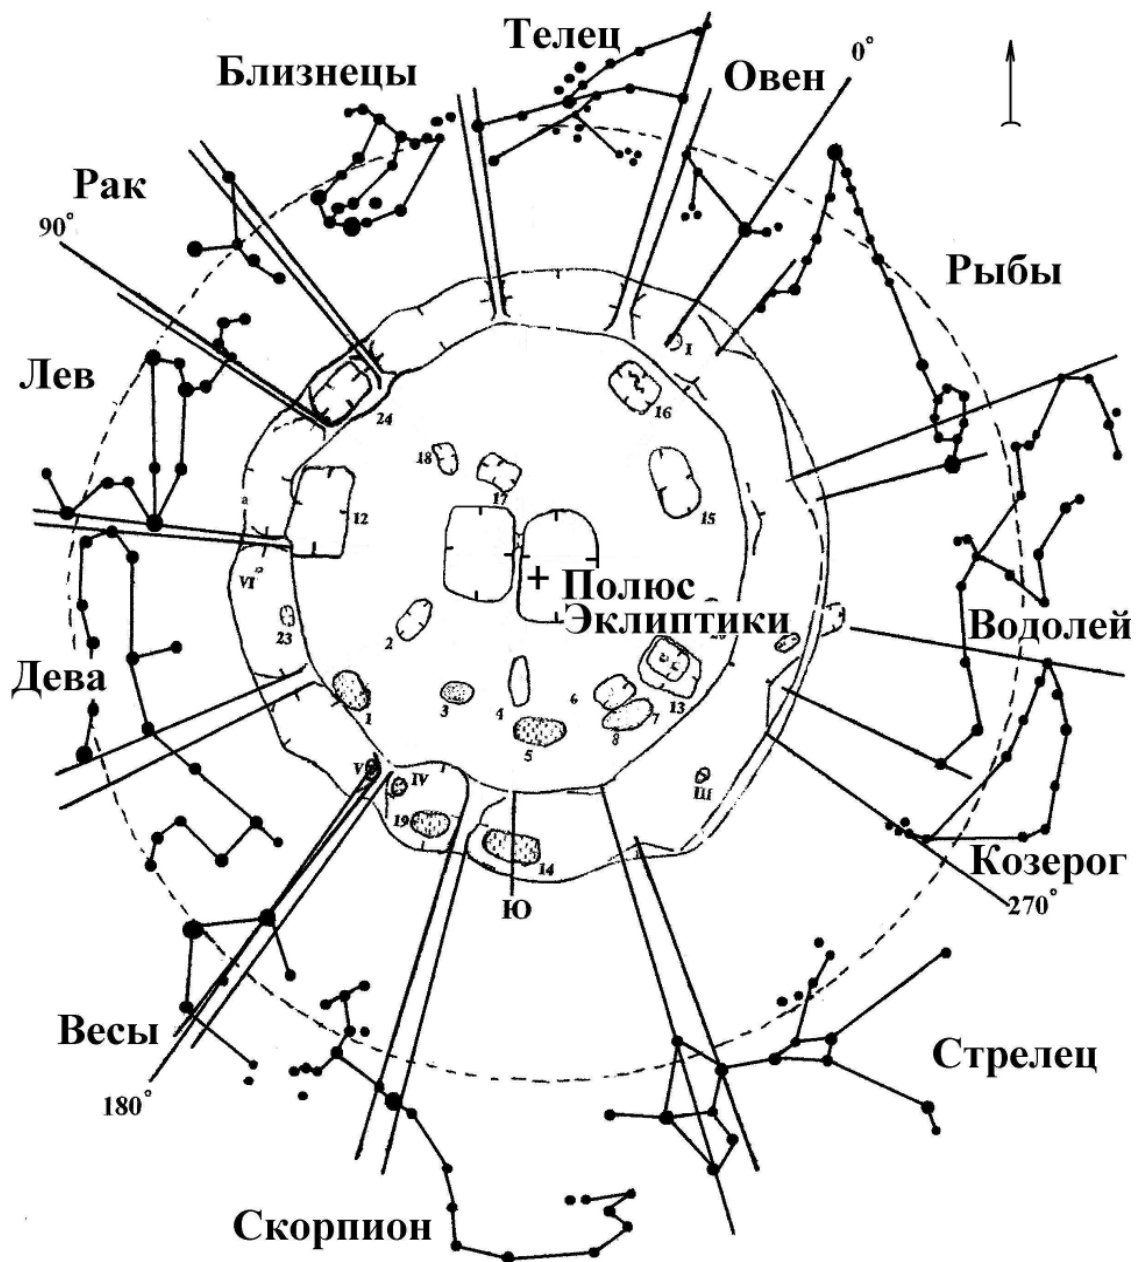 Телец
Близнецы
Овен
0°
Рак
90°
Рыбы
Лев
I
24
16
18
17
15
12
а
Полюс
Эклиптики
VI
23
2
Водолей
Дева
1
3
4
6
7
13
8
5
V
IV
III
19
14
Козерог
270°
Ю
Весы
180°
Стрелец
Скорпион